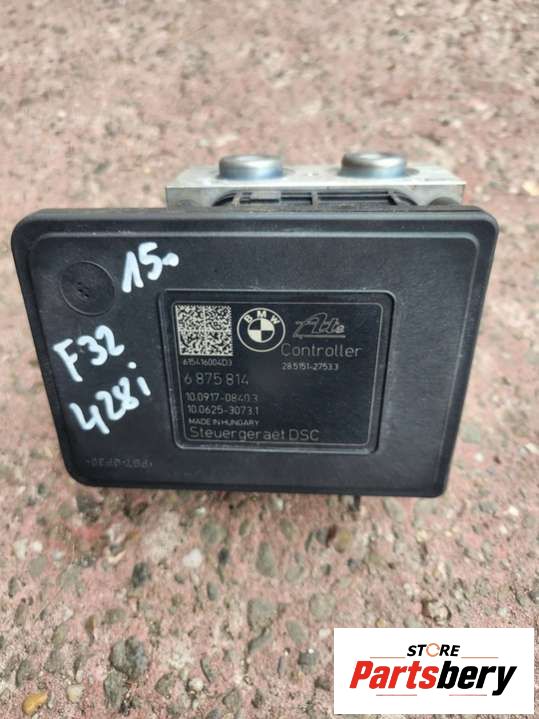 15.
F32
428i
BMW
Ate
Controller
61541600403
28.5151-2753.3
6 875 814
10.0917-0840.3
10.0625-3073.1
MADE IN HUNGARY
Steuergeraet DSC
STORE
Partsbery